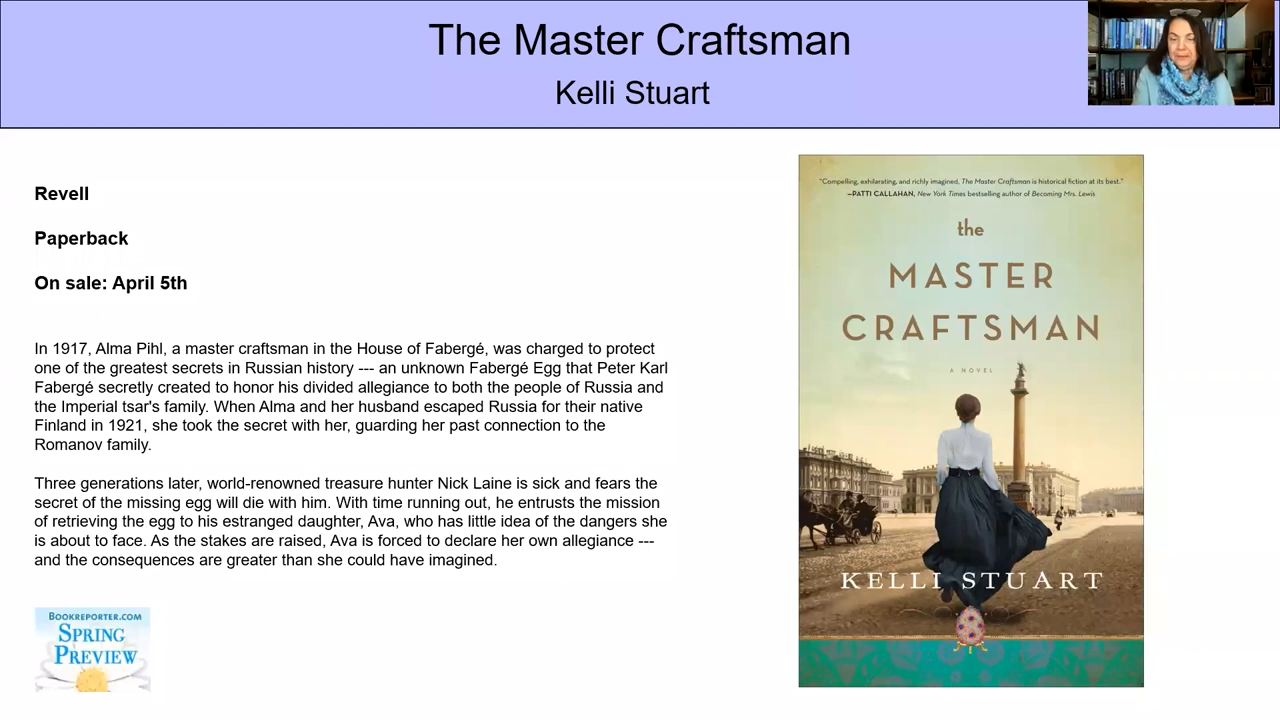 The Master Craftsman
Kelli Stuart
Revell
Paperback
On sale: April 5th
In 1917, Alma Pihl, a master craftsman in the House of Fabergé, was charged to protect
one of the greatest secrets in Russian history --- an unknown Fabergé Egg that Peter Karl
Fabergé secretly created to honor his divided allegiance to both the people of Russia and
the Imperial tsar's family. When Alma and her husband escaped Russia for their native
Finland in 1921, she took the secret with her, guarding her past connection to the
Romanov family.
Three generations later, world-renowned treasure hunter Nick Laine is sick and fears the
secret of the missing egg will die with him. With time running out, he entrusts the mission
of retrieving the egg to his estranged daughter, Ava, who has little idea of the dangers she
is about to face. As the stakes are raised, Ava is forced to declare her own allegiance ---
and the consequences are greater than she could have imagined.
BOOKREPORTER.COM
SPRING
PREVIEW
“Compelling, exhilarating, and richly imagined, The Master Craftsman is historical fiction at its best.”
—PATTI CALLAHAN, New York Times bestselling author of Becoming Mrs. Lewis
the
MASTER
CRAFTSMAN
A NOVEL
KELLI STUART